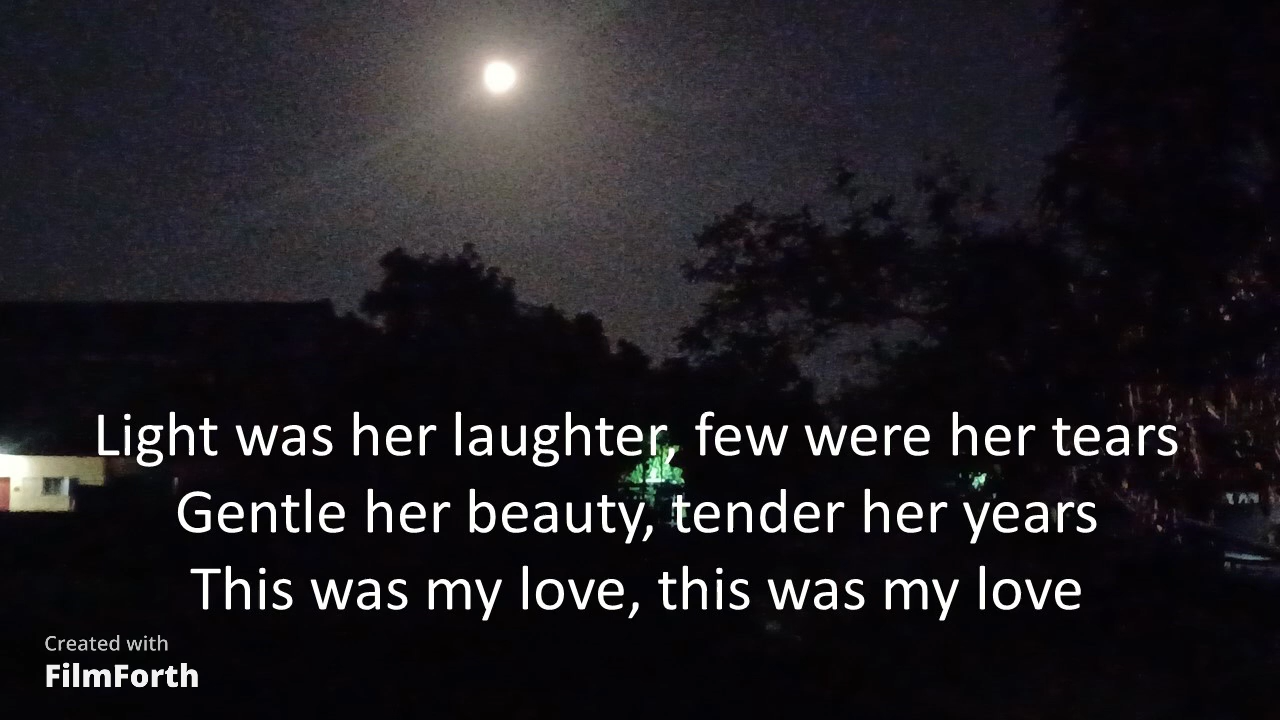 Light was her laughter, few were her tears
Gentle her beauty, tender her years
This was my love, this was my love
Created with
FilmForth